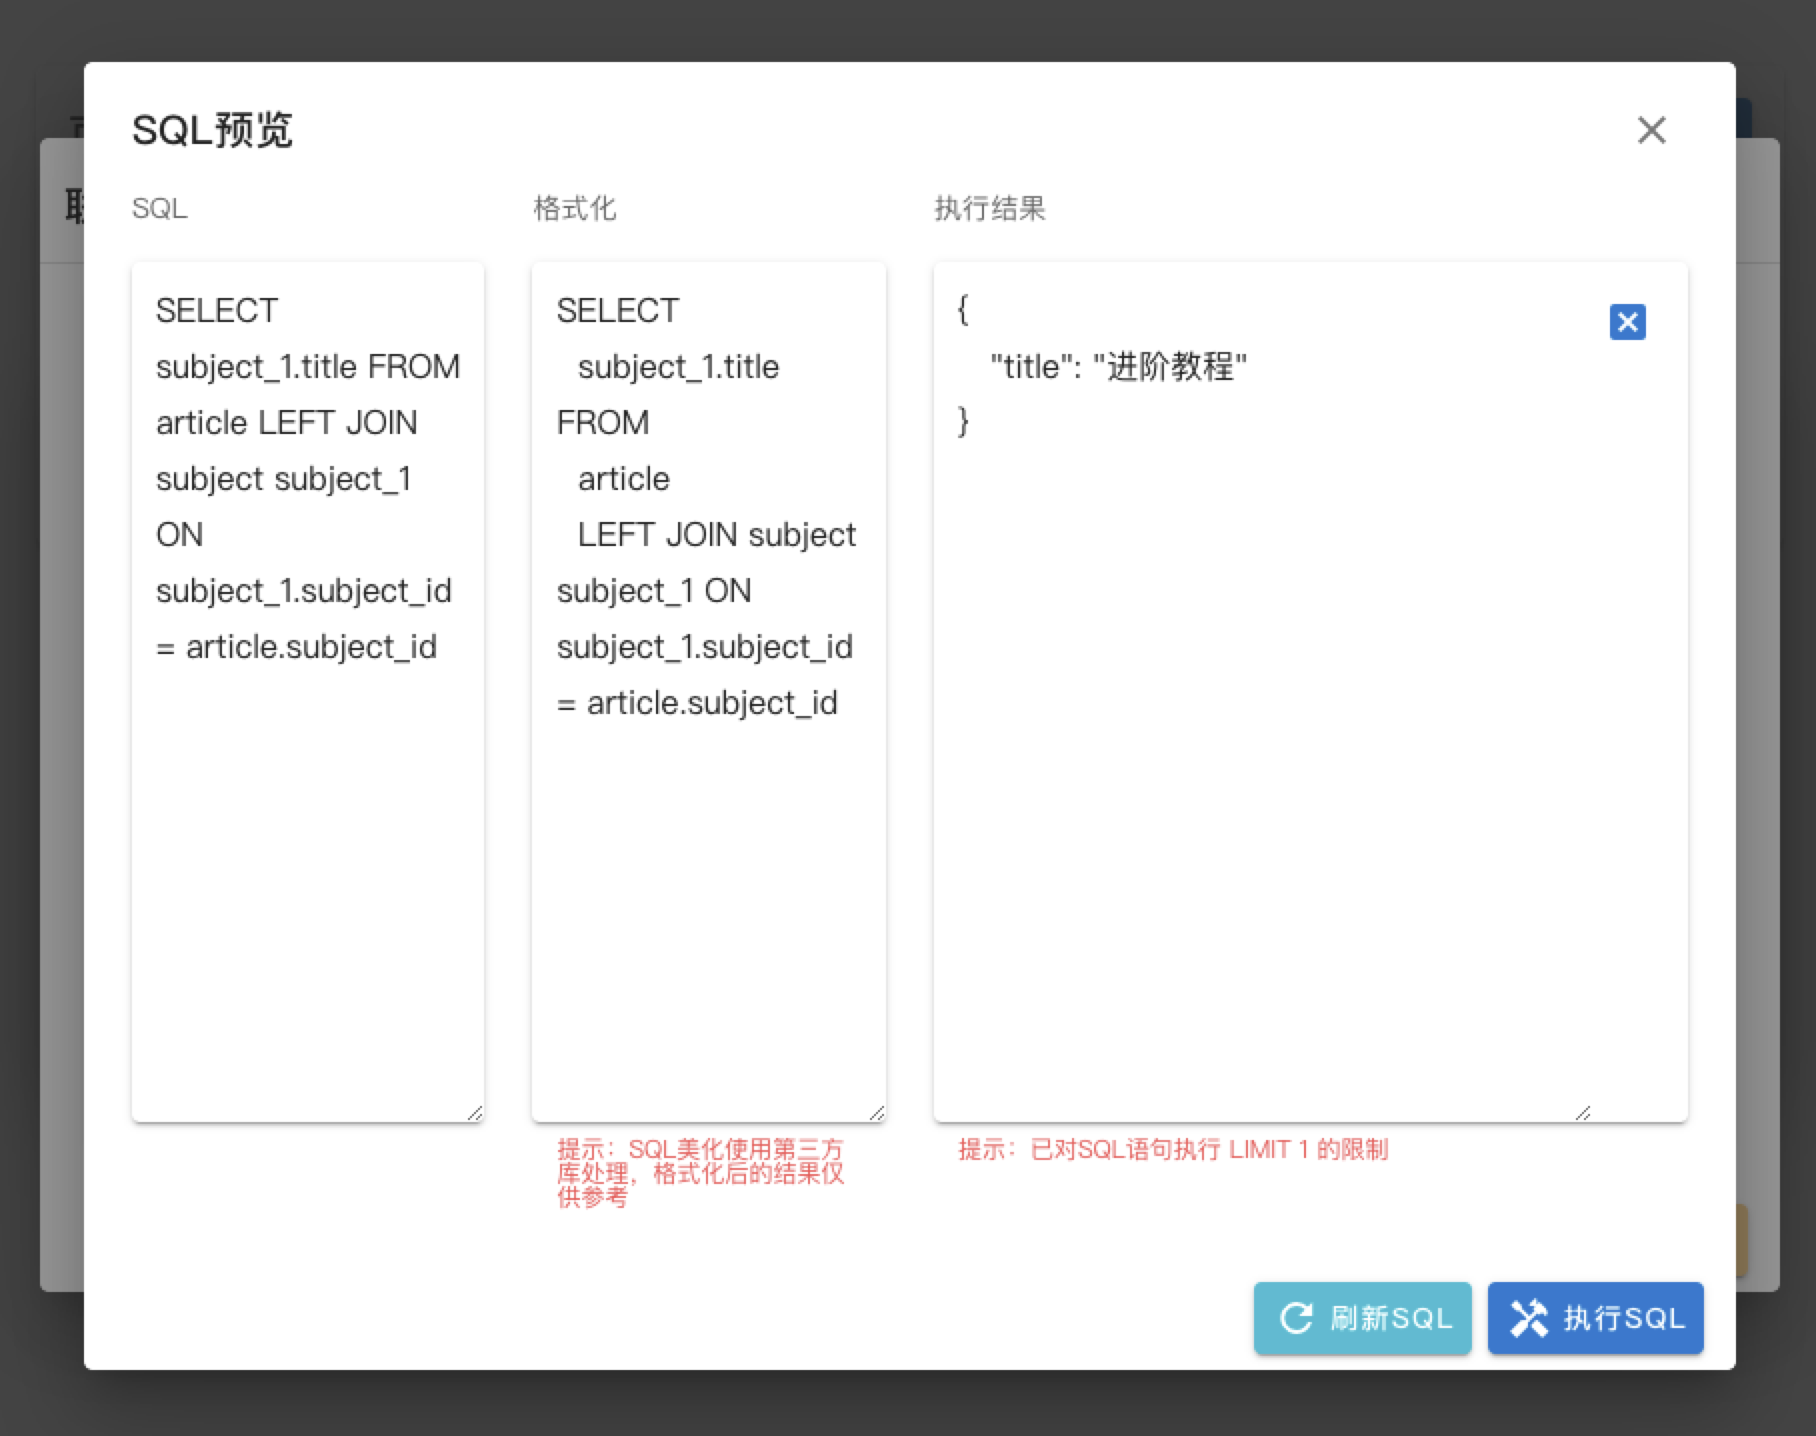 SQL预览
SQL
SELECT
subject_1.title FROM
article LEFT JOIN
subject subject_1
ON
subject_1.subject_id
= article.subject_id
格式化
SELECT
subject_1.title
FROM
article
LEFT JOIN subject
subject_1 ON
subject_1.subject_id
= article.subject_id
提示：SQL美化使用第三方
库处理，格式化后的结果仅
供参考
执行结果
{
"title": "进阶教程"
}
提示：已对SQL语句执行 LIMIT 1 的限制
刷新SQL
执行SQL